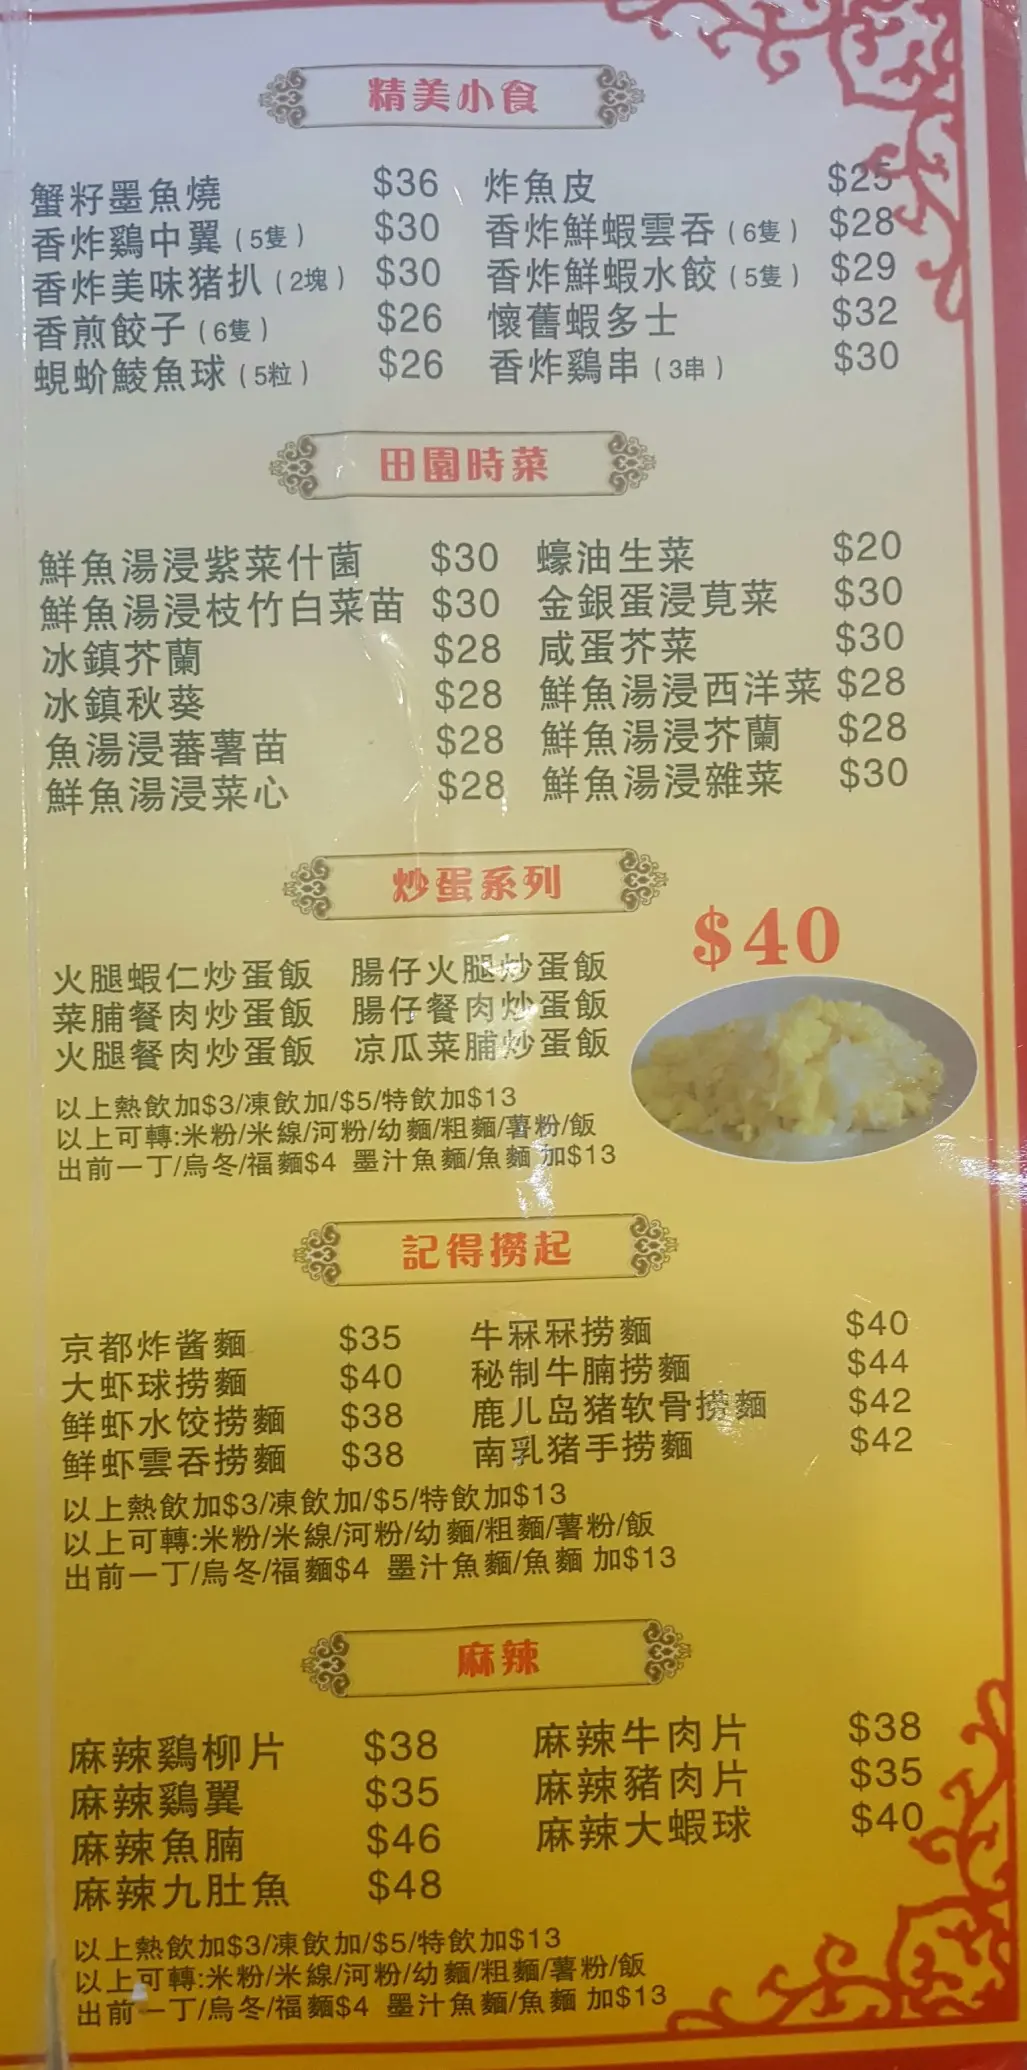 精美小食
蟹籽墨魚燒 $36 炸魚皮 $25
香炸鷄中翼（5隻） $30 香炸鮮蝦雲吞（6隻） $28
香炸美味猪扒（2塊） $30 香炸鮮蝦水餃（5隻） $29
香煎餃子（6隻） $26 懷舊蝦多士 $32
蜆蚧鯪魚球（5粒） $26 香炸鷄串（3串） $30
田園時菜
鮮魚湯浸紫菜什菌 $30 蠔油生菜 $20
鮮魚湯浸枝竹白菜苗 $30 金銀蛋浸莧菜 $30
冰鎮芥蘭 $28 咸蛋芥菜 $30
冰鎮秋葵 $28 鮮魚湯浸西洋菜 $28
魚湯浸蕃薯苗 $28 鮮魚湯浸芥蘭 $28
鮮魚湯浸菜心 $28 鮮魚湯浸雜菜 $30
炒蛋系列
$40
火腿蝦仁炒蛋飯 腸仔火腿炒蛋飯
菜脯餐肉炒蛋飯 腸仔餐肉炒蛋飯
火腿餐肉炒蛋飯 凉瓜菜脯炒蛋飯
以上熱飲加$3/凍飲加/$5/特飲加$13
以上可轉:米粉/米線/河粉/幼麵/粗麵/薯粉/飯
出前一丁/烏冬/福麵$4 墨汁魚麵/魚麵 加$13
記得撈起
京都炸酱麵 $35 牛冧冧捞麵 $40
大虾球捞麵 $40 秘制牛腩捞麵 $44
鲜虾水饺捞麵 $38 鹿儿岛猪软骨捞麵 $42
鲜虾雲吞捞麵 $38 南乳猪手捞麵 $42
以上熱飲加$3/凍飲加/$5/特飲加$13
以上可轉:米粉/米線/河粉/幼麵/粗麵/薯粉/飯
出前一丁/烏冬/福麵$4 墨汁魚麵/魚麵 加$13
麻辣
麻辣鷄柳片 $38 麻辣牛肉片 $38
麻辣鷄翼 $35 麻辣豬肉片 $35
麻辣魚腩 $46 麻辣大蝦球 $40
麻辣九肚魚 $48
以上熱飲加$3/凍飲加/$5/特飲加$13
以上可轉:米粉/米線/河粉/幼麵/粗麵/薯粉/飯
出前一丁/烏冬/福麵$4 墨汁魚麵/魚麵 加$13